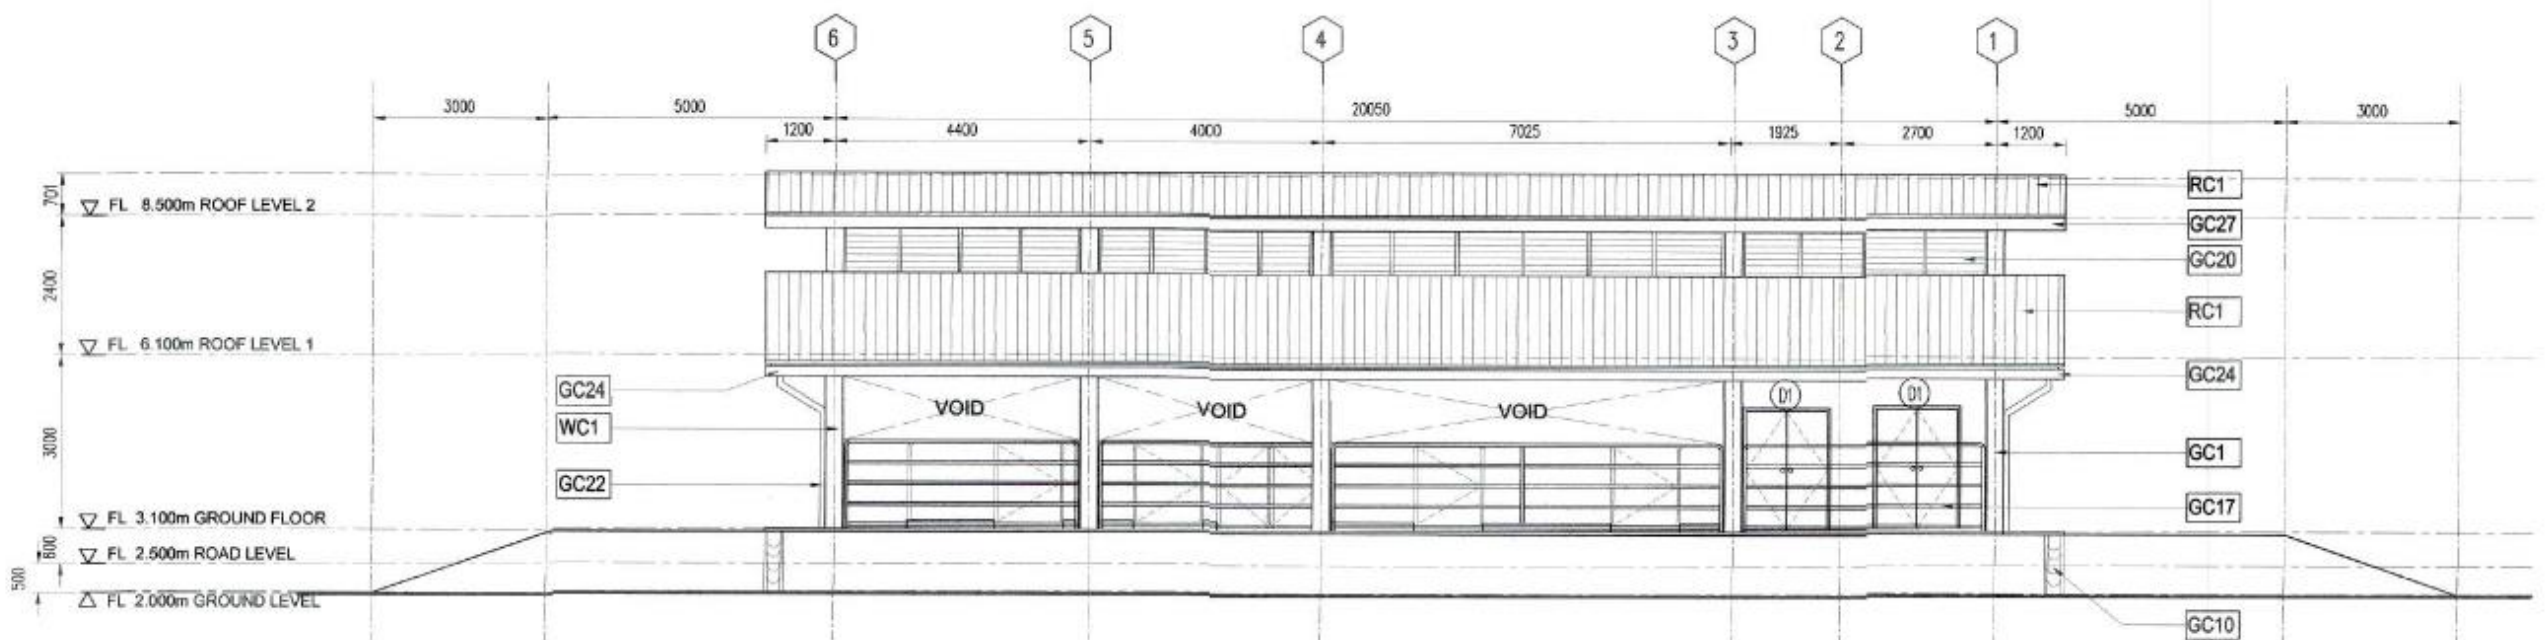 6 5 4 3 2 1
3000 5000 20050 5000 3000
1200 4400 4000 7025 1925 2700 1200
701
FL 8.500m ROOF LEVEL 2
2400
FL 6.100m ROOF LEVEL 1
3000
FL 3.100m GROUND FLOOR
600
FL 2.500m ROAD LEVEL
500
FL 2.000m GROUND LEVEL
GC24
WC1
GC22
VOID VOID VOID
D1 D1
RC1
GC27
GC20
RC1
GC24
GC1
GC17
GC10